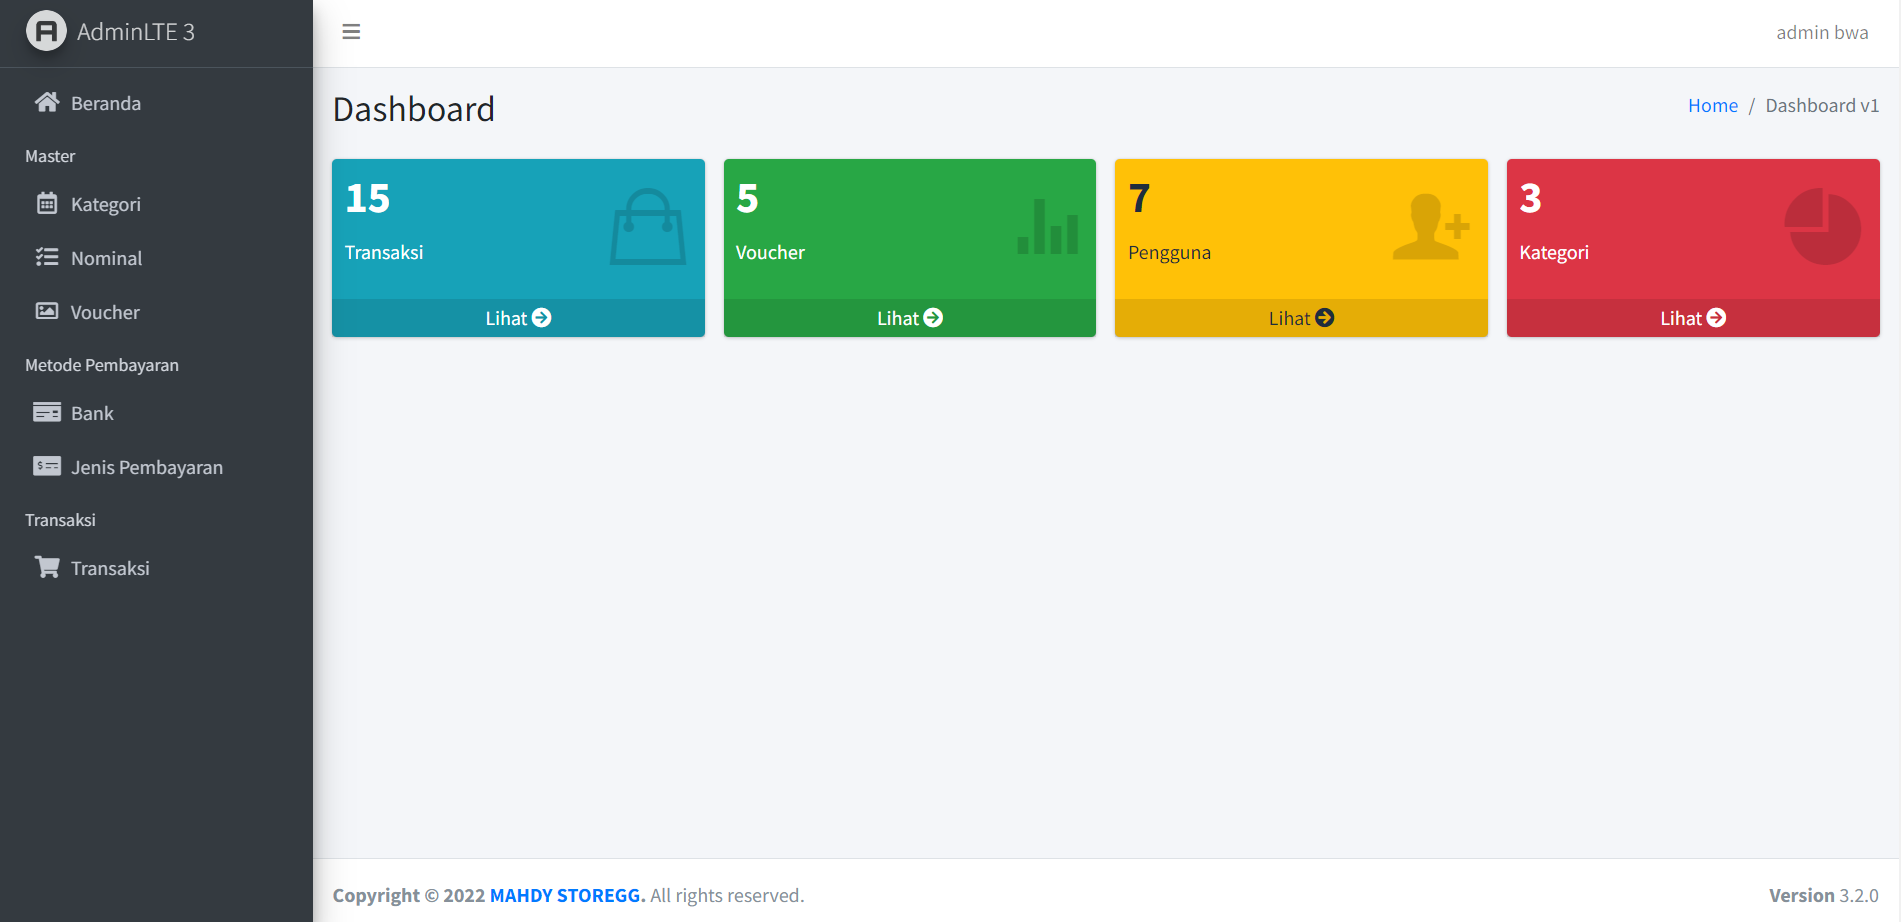 AdminLTE 3
Beranda
Master
Kategori
Nominal
Voucher
Metode Pembayaran
Bank
Jenis Pembayaran
Transaksi
Transaksi
admin bwa
Dashboard
Home / Dashboard v1
15
Transaksi
Lihat
5
Voucher
Lihat
7
Pengguna
Lihat
3
Kategori
Lihat
Copyright © 2022 MAHDY STOREGG. All rights reserved.
Version 3.2.0